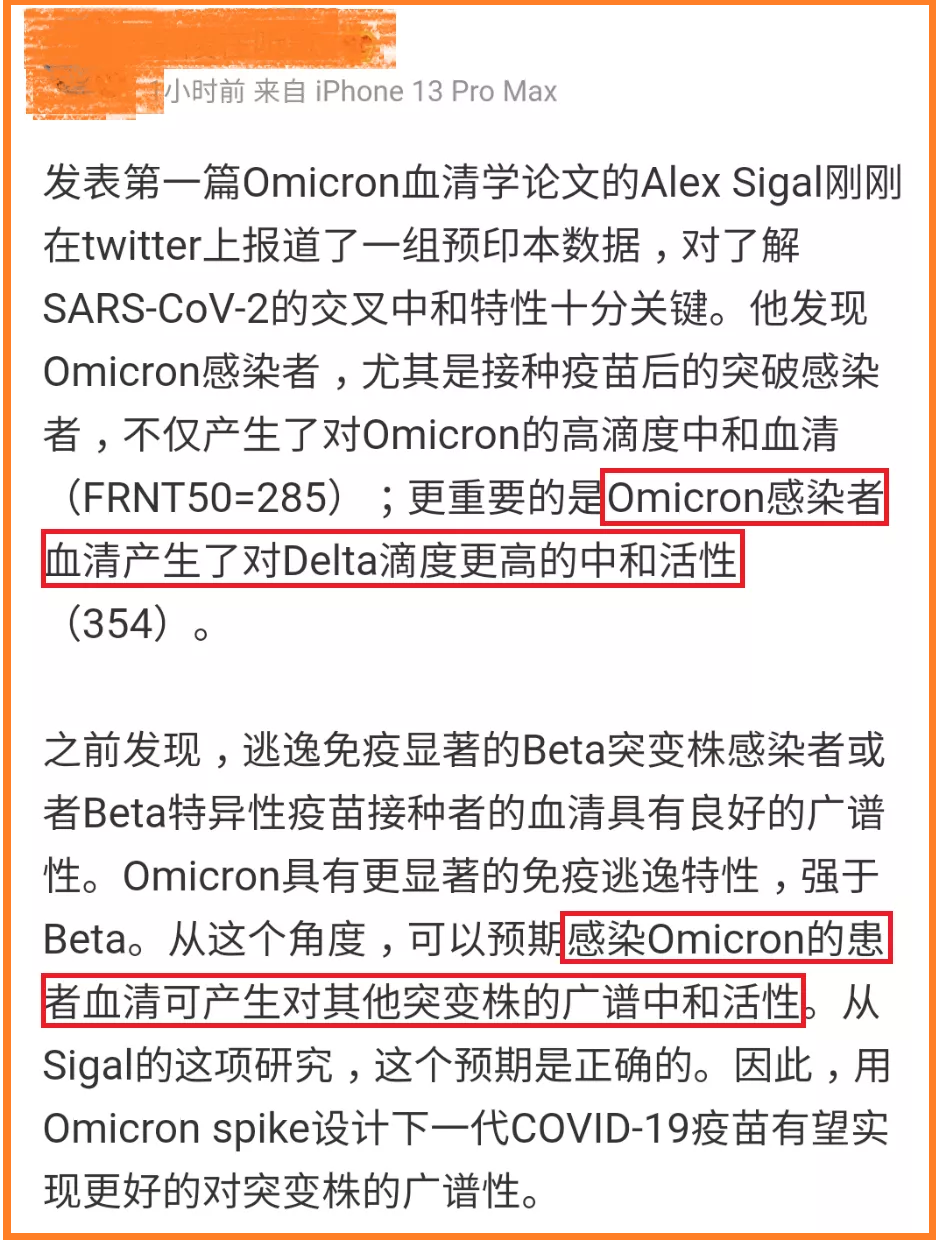 小时前 来自 iPhone 13 Pro Max
发表第一篇Omicron血清学论文的Alex Sigal刚刚
在twitter上报道了一组预印本数据，对了解
SARS-CoV-2的交叉中和特性十分关键。他发现
Omicron感染者，尤其是接种疫苗后的突破感染
者，不仅产生了对Omicron的高滴度中和血清
（FRNT50=285）；更重要的是Omicron感染者
血清产生了对Delta滴度更高的中和活性
（354）。
之前发现，逃逸免疫显著的Beta突变株感染者或
者Beta特异性疫苗接种者的血清具有良好的广谱
性。Omicron具有更显著的免疫逃逸特性，强于
Beta。从这个角度，可以预期感染Omicron的患
者血清可产生对其他突变株的广谱中和活性。从
Sigal的这项研究，这个预期是正确的。因此，用
Omicron spike设计下一代COVID-19疫苗有望实
现更好的对突变株的广谱性。